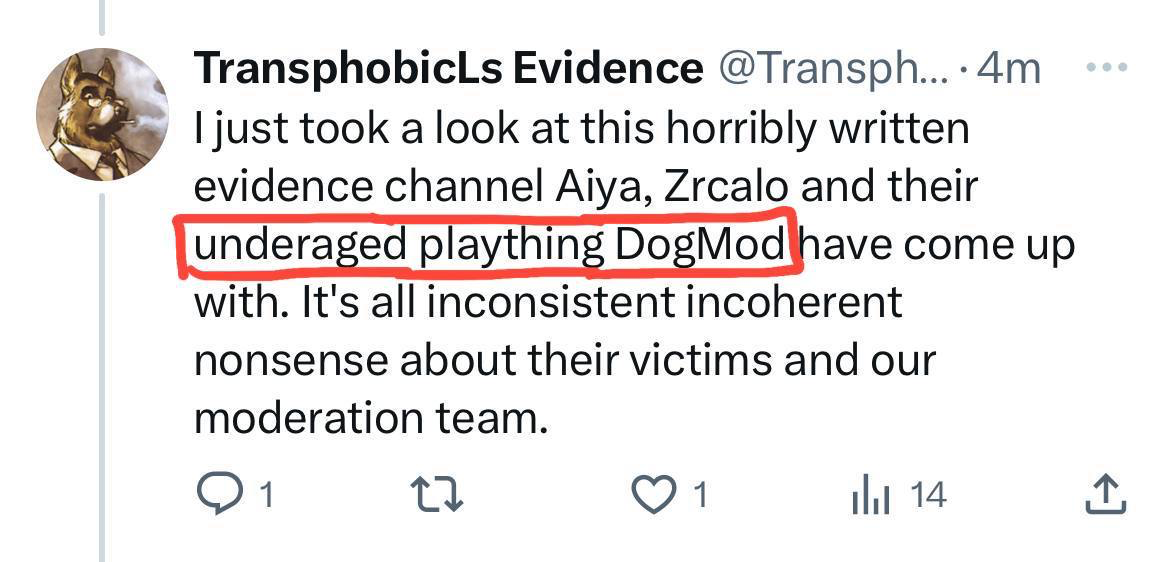 TransphobicLs Evidence @Transph... · 4m
I just took a look at this horribly written
evidence channel Aiya, Zrcalo and their
underaged plaything DogMod have come up
with. It's all inconsistent incoherent
nonsense about their victims and our
moderation team.
1 1 14